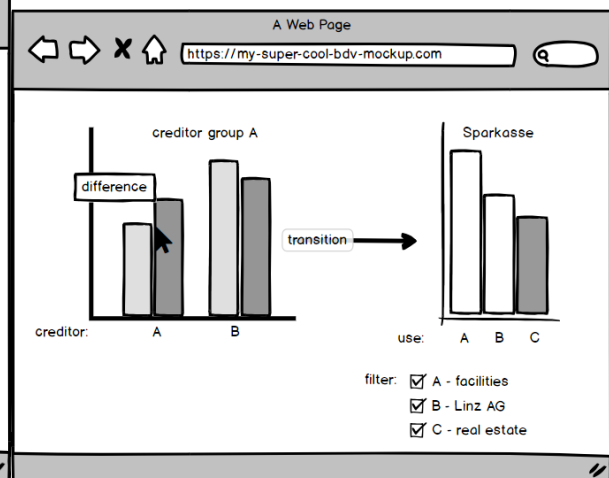 A Web Page
https://my-super-cool-bdv-mockup.com
creditor group A
Sparkasse
difference
transition
creditor: A B
use: A B C
filter: A - facilities
B - Linz AG
C - real estate